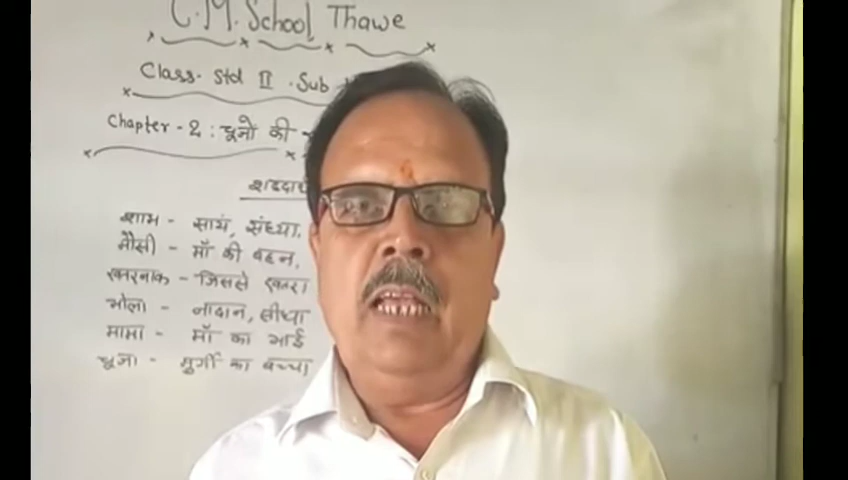 C.M. School Thawe
Class- Std II . Sub
Chapter - 2 : चूजो की
शब्दार्थ
शाम - सायं, संध्या.
मौसी - माँ की बहन,
खतरनाक - जिससे खतरा
भोला - नादान, सीधा
मामा - माँ का भाई
चूजा - मुर्गी का बच्चा